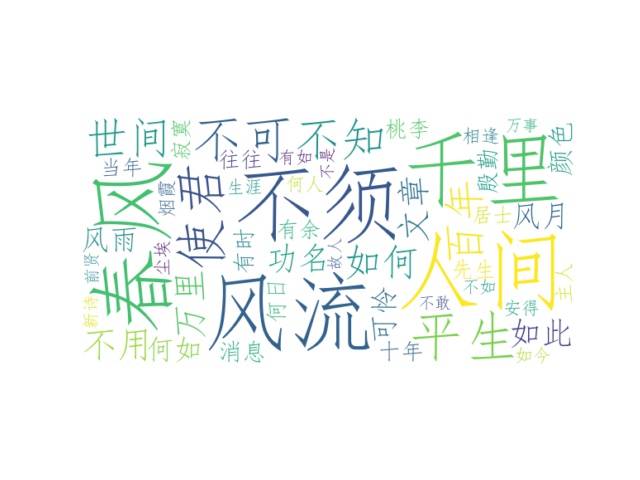 世间
寂寞
不可
不知
桃李
相逢
万事
颜色
当年
往往
有如
不是
殷勤
千里
春风
烟霞
使君
生涯
何人
不须
文章
百年
居士
风月
风雨
尘埃
有时
有余
功名
故人
如何
人间
先生
不如
主人
前贤
新诗
万里
何日
风流
可怜
不敢
平生
安得
如此
不用
何如
消息
十年
如今